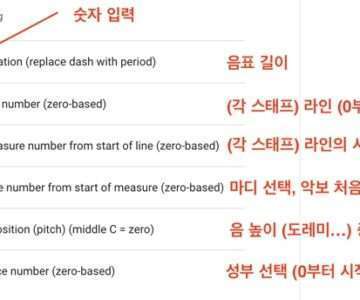 숫자 입력
ation (replace dash with period) 음표 길이
number (zero-based) (각 스태프) 라인 (0부
asure number from start of line (zero-based) (각 스태프) 라인의 시
e number from start of measure (zero-based) 마디 선택, 악보 처음
osition (pitch) (middle C = zero) 음 높이 (도레미...)
ce number (zero-based) 성부 선택 (0부터 시작